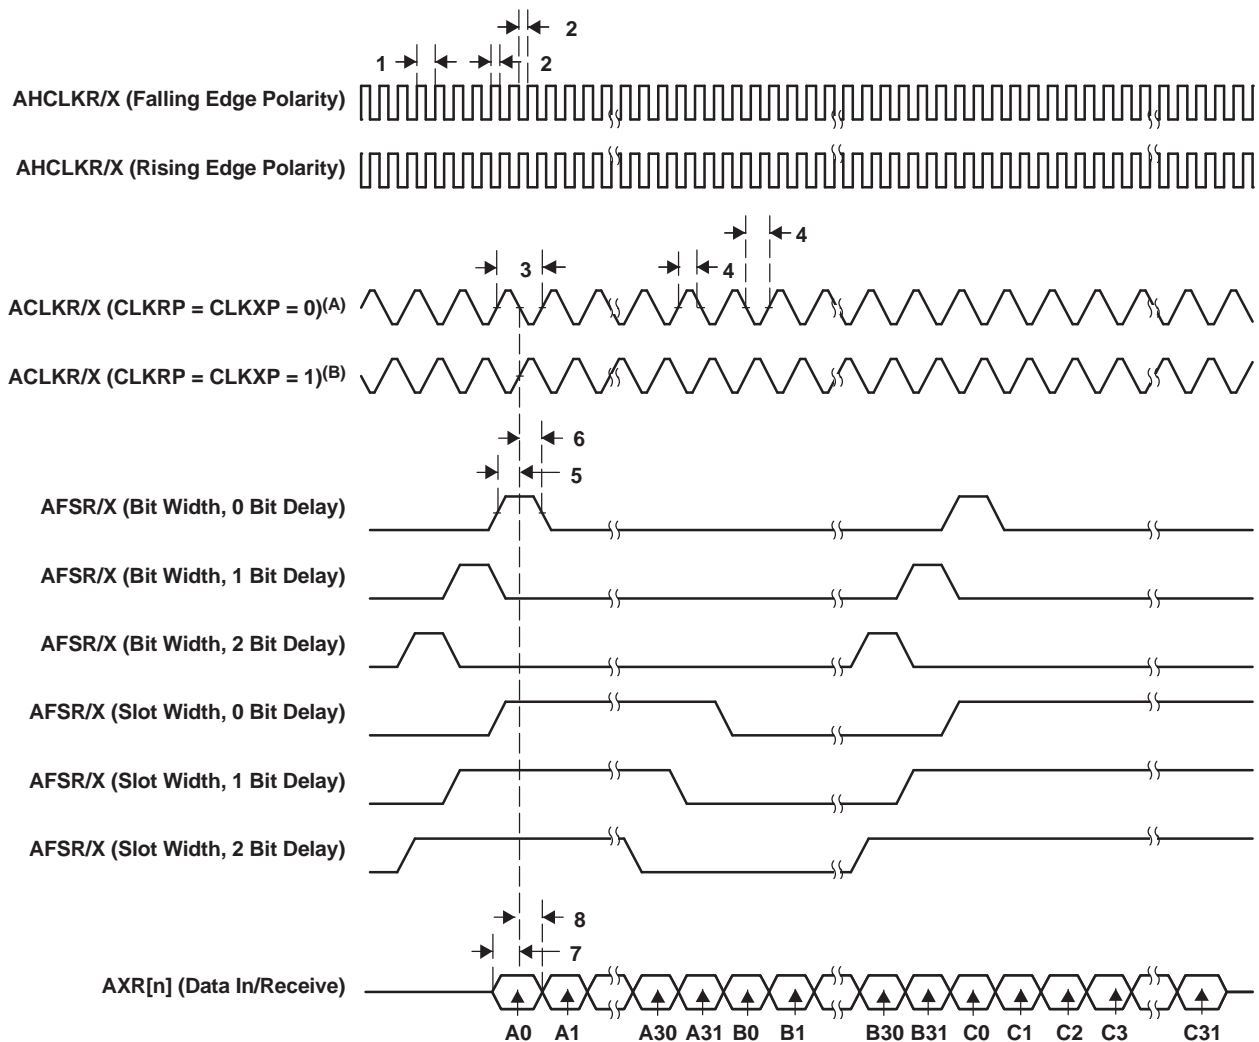 2
1
2
AHCLKR/X (Falling Edge Polarity)
AHCLKR/X (Rising Edge Polarity)
4
3
4
ACLKR/X (CLKRP = CLKXP = 0)(A)
ACLKR/X (CLKRP = CLKXP = 1)(B)
6
5
AFSR/X (Bit Width, 0 Bit Delay)
AFSR/X (Bit Width, 1 Bit Delay)
AFSR/X (Bit Width, 2 Bit Delay)
AFSR/X (Slot Width, 0 Bit Delay)
AFSR/X (Slot Width, 1 Bit Delay)
AFSR/X (Slot Width, 2 Bit Delay)
8
7
AXR[n] (Data In/Receive)
A0 A1 A30 A31 B0 B1 B30 B31 C0 C1 C2 C3 C31